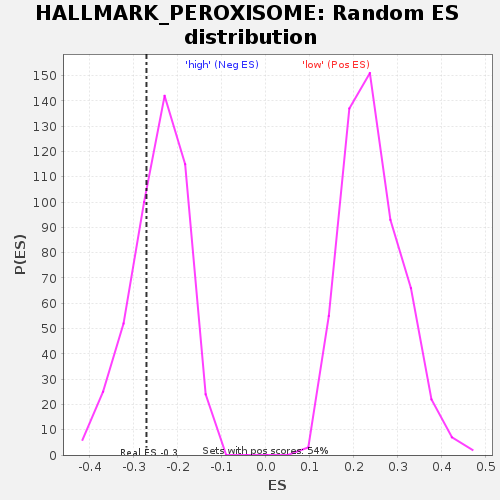 HALLMARK_PEROXISOME: Random ES
distribution
'high' (Neg ES)
'low' (Pos ES)
150
140
130
120
110
100
90
80
70
60
50
40
30
20
10
0
P(ES)
Real ES -0.3
Sets with pos scores: 54%
-0.4 -0.3 -0.2 -0.1 0.0 0.1 0.2 0.3 0.4 0.5
ES